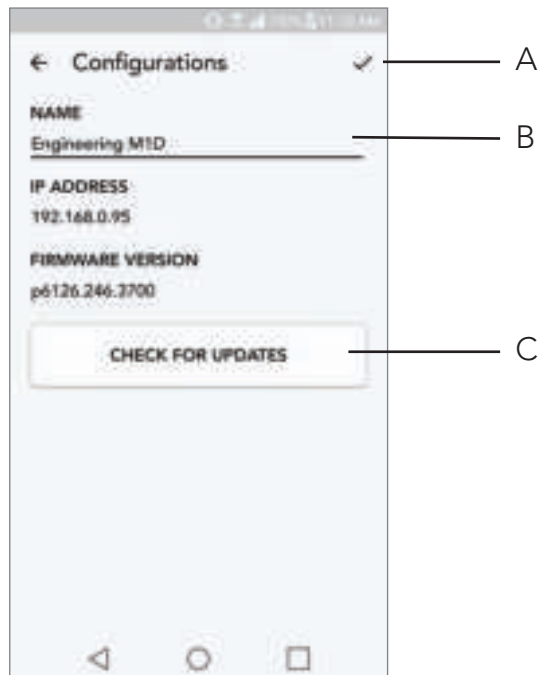 Configurations
A
NAME
Engineering M1D
B
IP ADDRESS
192.168.0.95
FIRMWARE VERSION
p6126.246.3700
CHECK FOR UPDATES
C